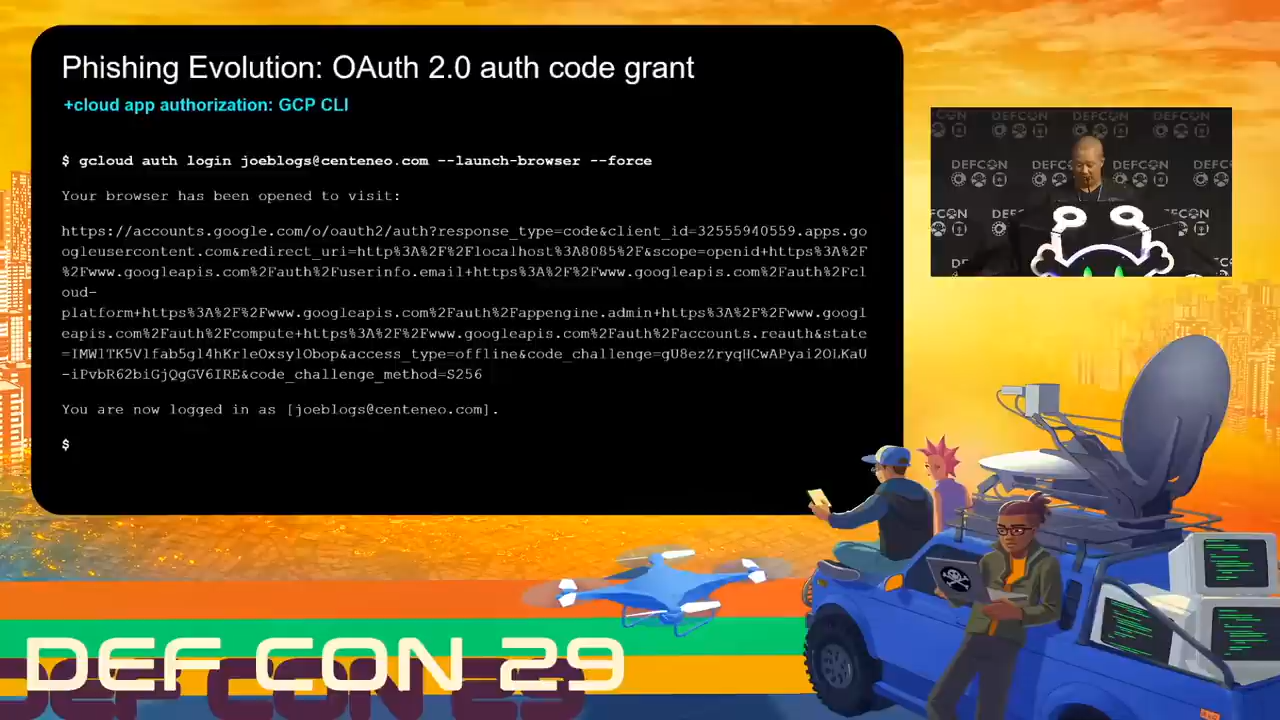 Phishing Evolution: OAuth 2.0 auth code grant
+cloud app authorization: GCP CLI
$ gcloud auth login joeblogs@centeneo.com --launch-browser --force
Your browser has been opened to visit:
https://accounts.google.com/o/oauth2/auth?response_type=code&client_id=32555940559.apps.go
ogleusercontent.com&redirect_uri=http%3A%2F%2Flocalhost%3A8085%2F&scope=openid+https%3A%2F
%2Fwww.googleapis.com%2Fauth%2Fuserinfo.email+https%3A%2F%2Fwww.googleapis.com%2Fauth%2Fcl
oud-
platform+https%3A%2F%2Fwww.googleapis.com%2Fauth%2Fappengine.admin+https%3A%2F%2Fwww.googl
eapis.com%2Fauth%2Fcompute+https%3A%2F%2Fwww.googleapis.com%2Fauth%2Faccounts.reauth&state
=IMWlTK5Vlfab5gl4hKrleOxsylObop&access_type=offline&code_challenge=gU8ezZryqHCwAPyai2OLKaU
-iPvbR62biGjQgGV6IRE&code_challenge_method=S256
You are now logged in as [joeblogs@centeneo.com].
$
DEFCON
DEFCON
DEFCON
DEFCON
DEF CON 29